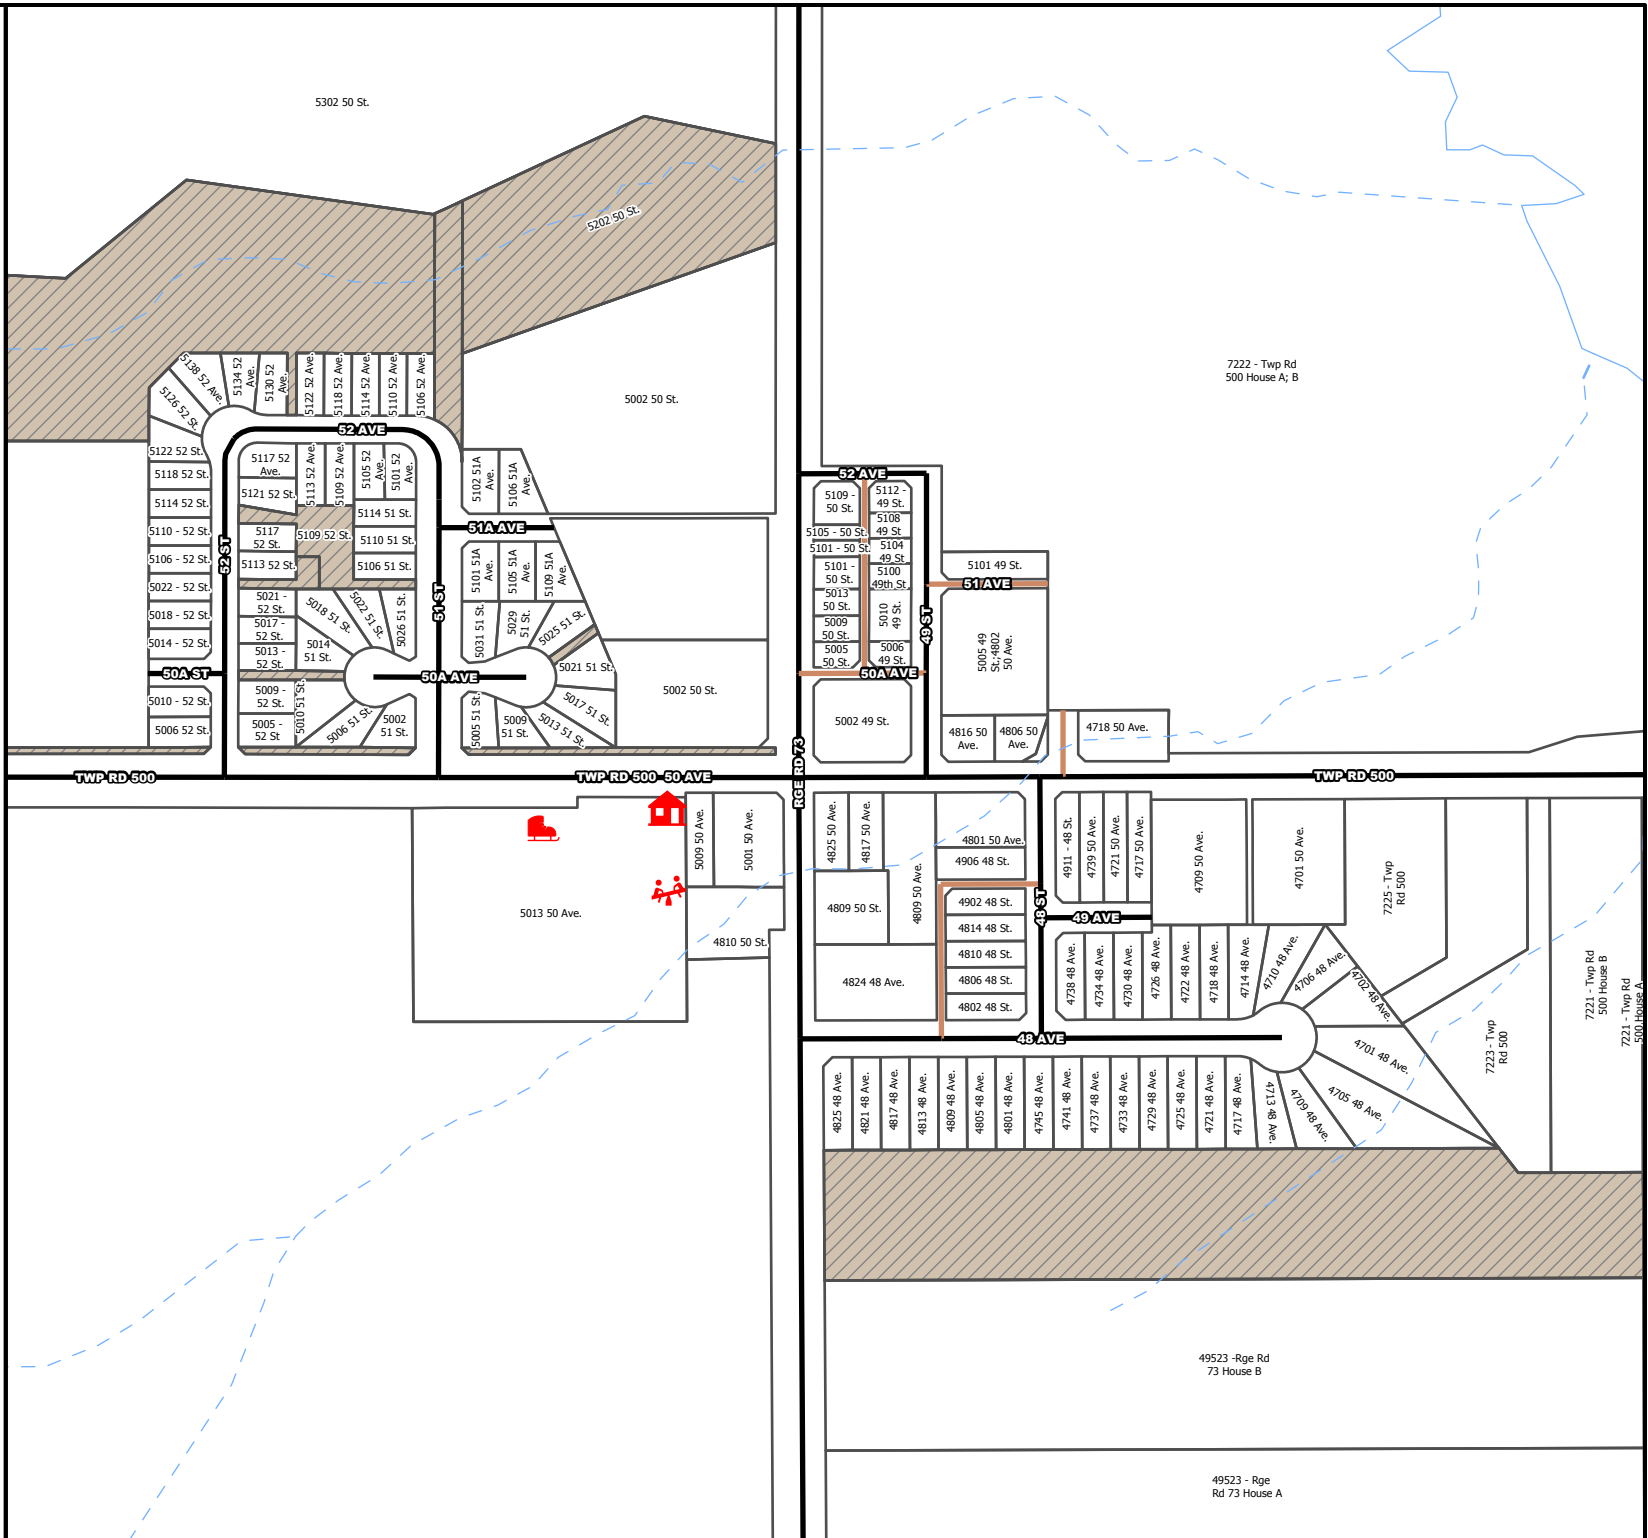 5302 50 St.
5202 50 St.
7222 - Twp Rd
500 House A; B
5002 50 St.
5126 52 St.
5138 52 Ave.
5134 52
Ave.
5130 52
Ave.
5122 52 Ave.
5118 52 Ave.
5114 52 Ave.
5110 52 Ave.
5106 52 Ave.
52 AVE
5122 52 St.
5118 52 St.
5114 52 St.
5110 - 52 St.
5106 - 52 St.
5022 - 52 St.
5018 - 52 St.
5014 - 52 St.
50A ST
5010 - 52 St.
5006 52 St.
52 ST
5117 52
Ave.
5121 52 St.
5113 52 Ave.
5109 52 Ave.
5105 52
Ave.
5101 52
Ave.
5117
52 St.
5113 52 St.
5109 52 St.
5114 51 St.
5110 51 St.
5106 51 St.
5021 -
52 St.
5017 -
52 St.
5013 -
52 St.
5009 -
52 St.
5005 -
52 St
5018 51 St.
5022 51 St.
5026 51 St.
5014
51 St.
5010 51 St.
5006 51 St.
5002
51 St.
51 ST
5102 51A
Ave.
5106 51A
Ave.
51A AVE
5101 51A
Ave.
5105 51A
Ave.
5109 51A
Ave.
5031 51 St.
5029
51 St.
5025 51 St.
5021 51 St.
5017 51 St.
5013 51 St.
5009
51 St.
5005 51 St.
50A AVE
5002 50 St.
TWP RD 500
TWP RD 500 50 AVE
RGE RD 73
52 AVE
5109 -
50 St.
5105 - 50 St.
5101 - 50 St.
5101 -
50 St.
5013
50 St.
5009
50 St.
5005
50 St.
5112 -
49 St.
5108
49 St
5104
49 St
5100
49th St
5010
49 St.
5006
49 St.
50A AVE
49 ST
5101 49 St.
51 AVE
5005 49
St.;4802
50 Ave.
5002 49 St.
4816 50
Ave.
4806 50
Ave.
4718 50 Ave.
TWP RD 500
5013 50 Ave.
5009 50 Ave.
5001 50 Ave.
4810 50 St.
4825 50 Ave.
4817 50 Ave.
4809 50 Ave.
4801 50 Ave.
4906 48 St.
4809 50 St.
4824 48 Ave.
4902 48 St.
4814 48 St.
4810 48 St.
4806 48 St.
4802 48 St.
48 ST
4911 - 48 St.
4739 50 Ave.
4721 50 Ave.
4717 50 Ave.
4709 50 Ave.
4701 50 Ave.
7225 - Twp
Rd 500
49 AVE
4738 48 Ave.
4734 48 Ave.
4730 48 Ave.
4726 48 Ave.
4722 48 Ave.
4718 48 Ave.
4714 48 Ave.
4710 48 Ave.
4706 48 Ave.
4702 48 Ave.
4701 48 Ave.
4705 48 Ave.
4709 48 Ave.
4713 48 Ave.
7223 - Twp
Rd 500
7221 - Twp Rd
500 House B
7221 - Twp Rd
500 House A
48 AVE
4825 48 Ave.
4821 48 Ave.
4817 48 Ave.
4813 48 Ave.
4809 48 Ave.
4805 48 Ave.
4801 48 Ave.
4745 48 Ave.
4741 48 Ave.
4737 48 Ave.
4733 48 Ave.
4729 48 Ave.
4725 48 Ave.
4721 48 Ave.
4717 48 Ave.
49523 -Rge Rd
73 House B
49523 - Rge
Rd 73 House A